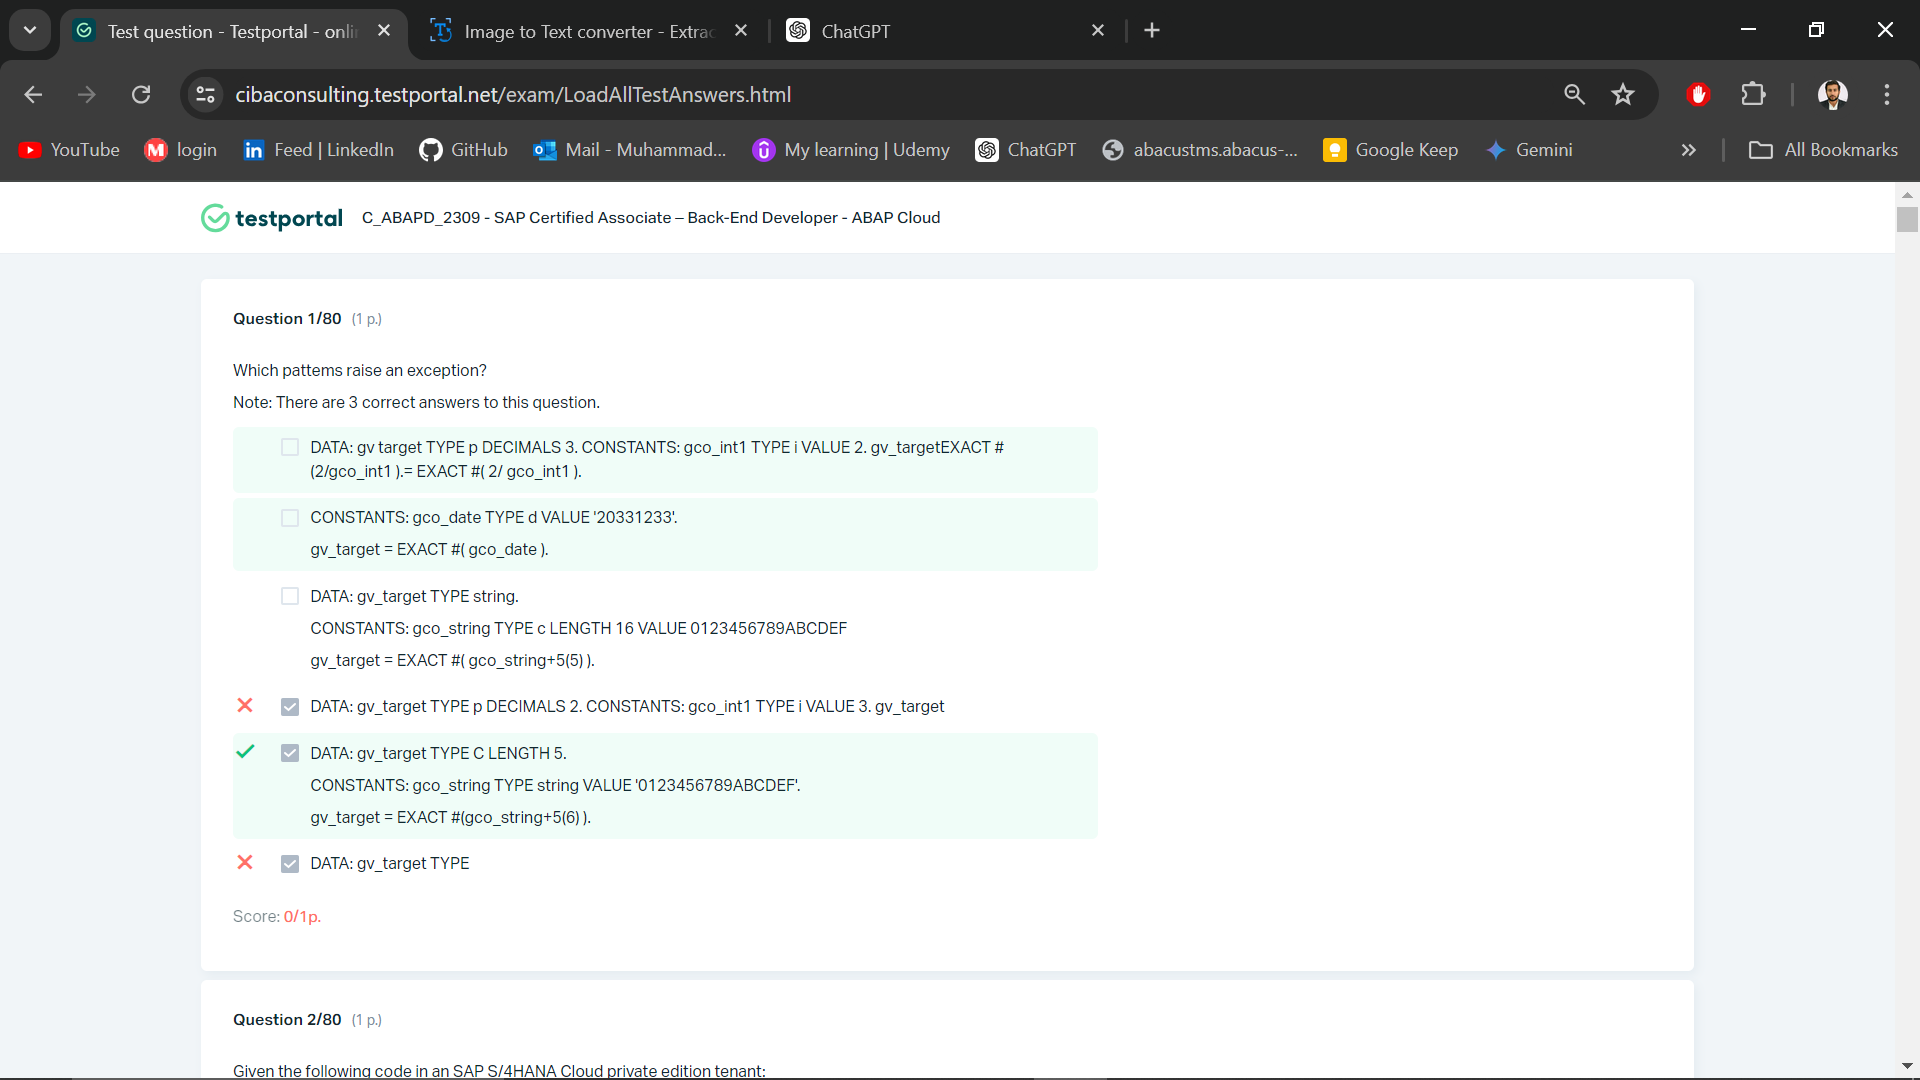 Test question - Testportal - onli
Image to Text converter - Extrac
ChatGPT
cibaconsulting.testportal.net/exam/LoadAllTestAnswers.html
YouTube
login
Feed | LinkedIn
GitHub
Mail - Muhammad...
My learning | Udemy
ChatGPT
abacustms.abacus-...
Google Keep
Gemini
»
All Bookmarks
testportal
C_ABAPD_2309 - SAP Certified Associate – Back-End Developer - ABAP Cloud
Question 1/80 (1 p.)
Which pattems raise an exception?
Note: There are 3 correct answers to this question.
DATA: gv target TYPE p DECIMALS 3. CONSTANTS: gco_int1 TYPE i VALUE 2. gv_targetEXACT #
(2/gco_int1 ).= EXACT #( 2/ gco_int1 ).
CONSTANTS: gco_date TYPE d VALUE '20331233'.
gv_target = EXACT #( gco_date ).
DATA: gv_target TYPE string.
CONSTANTS: gco_string TYPE c LENGTH 16 VALUE 0123456789ABCDEF
gv_target = EXACT #( gco_string+5(5) ).
DATA: gv_target TYPE p DECIMALS 2. CONSTANTS: gco_int1 TYPE i VALUE 3. gv_target
DATA: gv_target TYPE C LENGTH 5.
CONSTANTS: gco_string TYPE string VALUE '0123456789ABCDEF'.
gv_target = EXACT #(gco_string+5(6) ).
DATA: gv_target TYPE
Score: 0/1p.
Question 2/80 (1 p.)
Given the following code in an SAP S/4HANA Cloud private edition tenant: